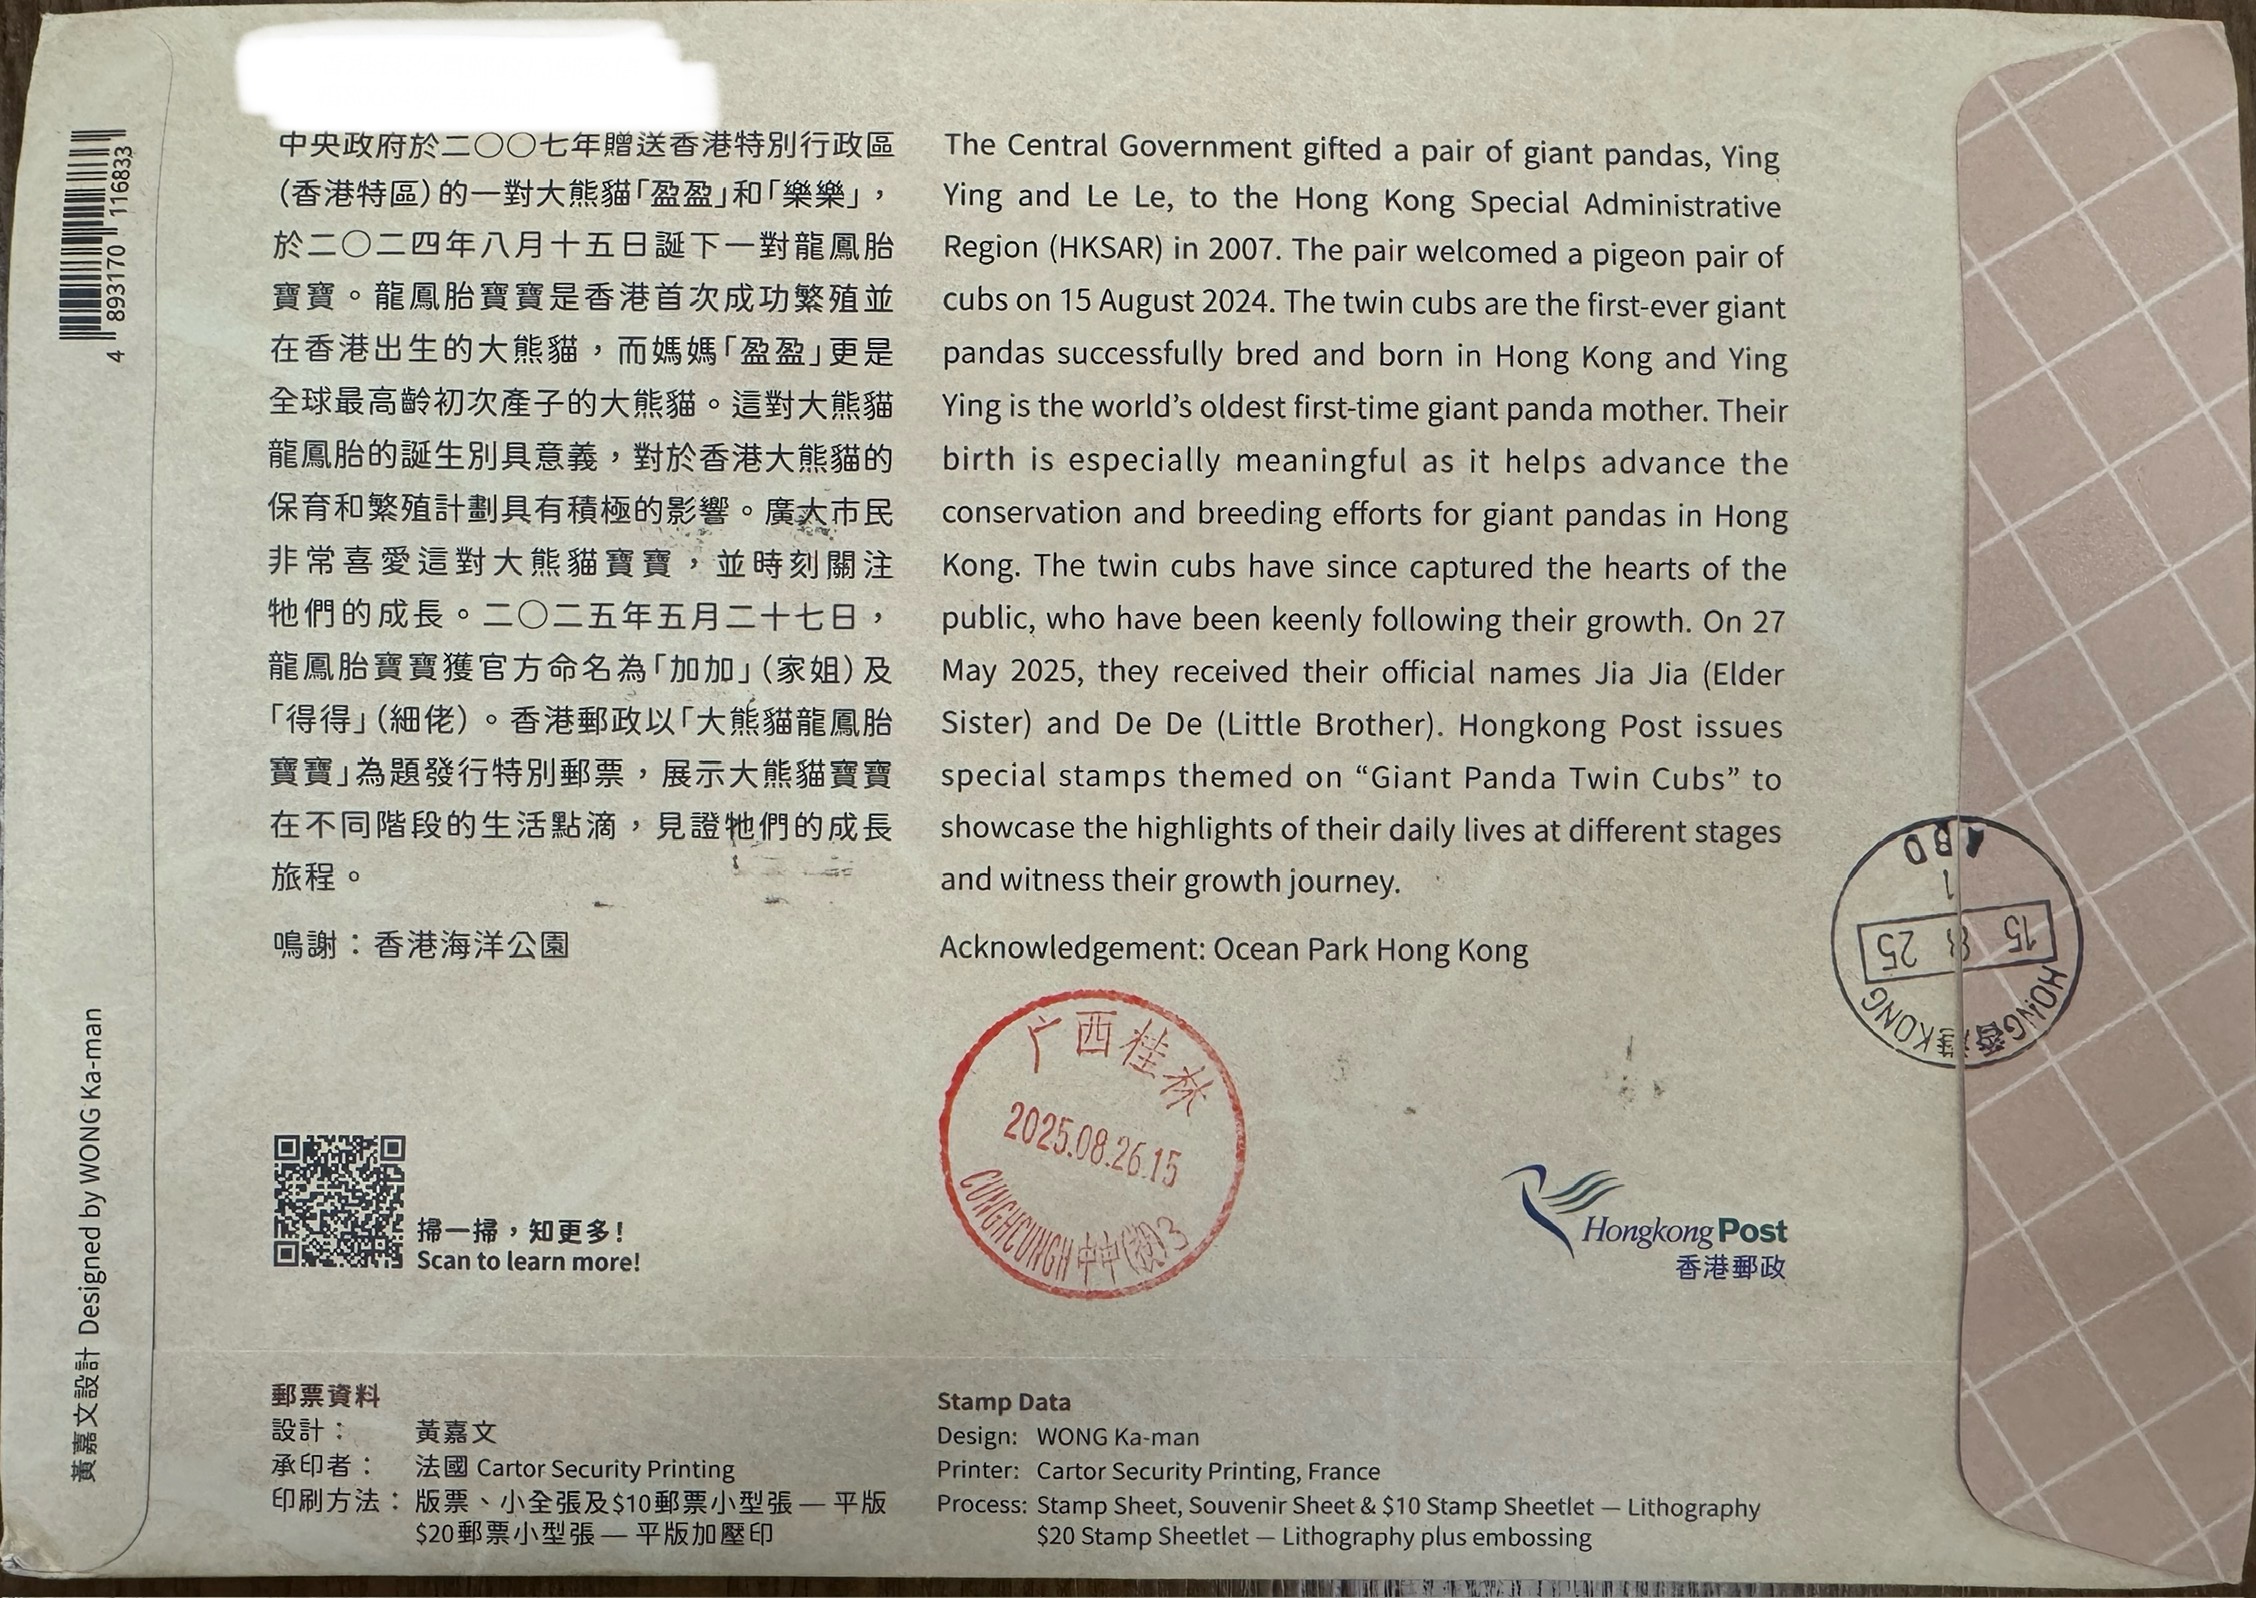 中央政府於二〇〇七年贈送香港特別行政區
(香港特區)的一對大熊貓「盈盈」和「樂樂」，
於二〇二四年八月十五日誕下一對龍鳳胎
寶寶。龍鳳胎寶寶是香港首次成功繁殖並
在香港出生的大熊貓，而媽媽「盈盈」更是
全球最高齡初次產子的大熊貓。這對大熊貓
龍鳳胎的誕生別具意義，對於香港大熊貓的
保育和繁殖計劃具有積極的影響。廣大市民
非常喜愛這對大熊貓寶寶，並時刻關注
牠們的成長。二〇二五年五月二十七日，
龍鳳胎寶寶獲官方命名為「加加」(家姐)及
「得得」(細佬)。香港郵政以「大熊貓龍鳳胎
寶寶」為題發行特別郵票，展示大熊貓寶寶
在不同階段的生活點滴，見證牠們的成長
旅程。
鳴謝：香港海洋公園
The Central Government gifted a pair of giant pandas, Ying
Ying and Le Le, to the Hong Kong Special Administrative
Region (HKSAR) in 2007. The pair welcomed a pigeon pair of
cubs on 15 August 2024. The twin cubs are the first-ever giant
pandas successfully bred and born in Hong Kong and Ying
Ying is the world's oldest first-time giant panda mother. Their
birth is especially meaningful as it helps advance the
conservation and breeding efforts for giant pandas in Hong
Kong. The twin cubs have since captured the hearts of the
public, who have been keenly following their growth. On 27
May 2025, they received their official names Jia Jia (Elder
Sister) and De De (Little Brother). Hongkong Post issues
special stamps themed on “Giant Panda Twin Cubs” to
showcase the highlights of their daily lives at different stages
and witness their growth journey.
Acknowledgement: Ocean Park Hong Kong
4 893170 116833
黃嘉文設計 Designed by WONG Ka-man
掃一掃，知更多！
Scan to learn more!
广西桂林
2025.08.26.15
CUNGHCUNGH 中中(投)3
1
15 8 25
HONG KONG 香港
Hongkong Post
香港郵政
郵票資料
設計： 黃嘉文
承印者： 法國 Cartor Security Printing
印刷方法： 版票、小全張及$10郵票小型張 — 平版
$20郵票小型張 — 平版加壓印
Stamp Data
Design: WONG Ka-man
Printer: Cartor Security Printing, France
Process: Stamp Sheet, Souvenir Sheet & $10 Stamp Sheetlet — Lithography
$20 Stamp Sheetlet — Lithography plus embossing